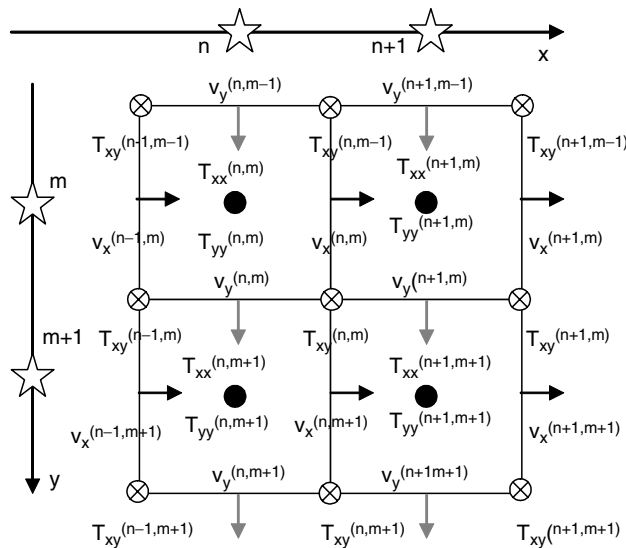 n n+1
x
v_y^(n,m−1) v_y^(n+1,m−1)
T_xy^(n-1,m−1) T_xy^(n,m−1) T_xy^(n+1,m−1)
m T_xx^(n,m) T_xx^(n+1,m)
v_x^(n−1,m) T_yy^(n,m) v_x^(n,m) T_yy^(n+1,m) v_x^(n+1,m)
v_y^(n,m) v_y(^n+1,m)
m+1 T_xy^(n−1,m) T_xy^(n,m) T_xy^(n+1,m)
T_xx^(n,m+1) T_xx^(n+1,m+1)
v_x^(n−1,m+1) T_yy^(n,m+1) v_x^(n,m+1) T_yy^(n+1,m+1) v_x^(n+1,m+1)
y v_y^(n,m+1) v_y^(n+1m+1)
T_xy^(n−1,m+1) T_xy^(n,m+1) T_xy(^n+1,m+1)